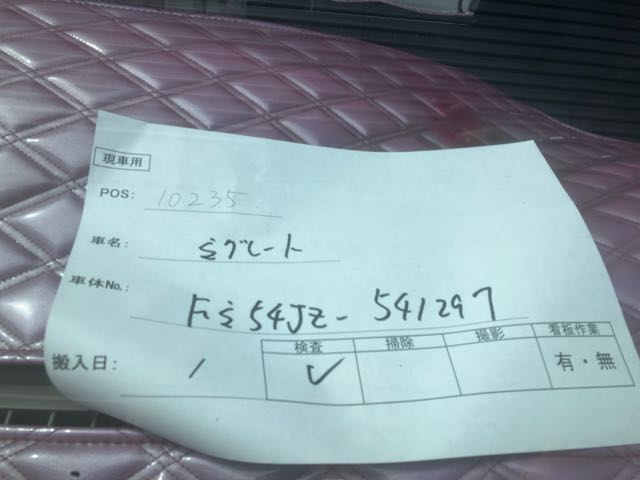 現車用
POS: 10235
車名: ミグレート
車体No.: Fミ54JZ-541297
搬入日: /
検査 掃除 撮影 看板作業
✓ 有・無